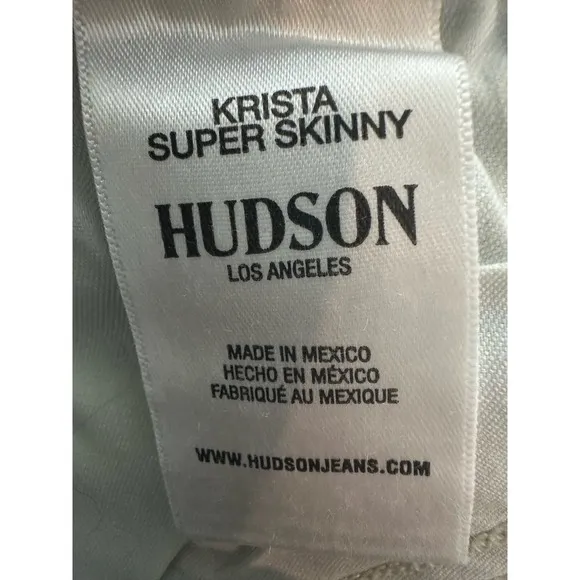 KRISTA
SUPER SKINNY
HUDSON
LOS ANGELES
MADE IN MEXICO
HECHO EN MÉXICO
FABRIQUÉ AU MEXIQUE
WWW.HUDSONJEANS.COM